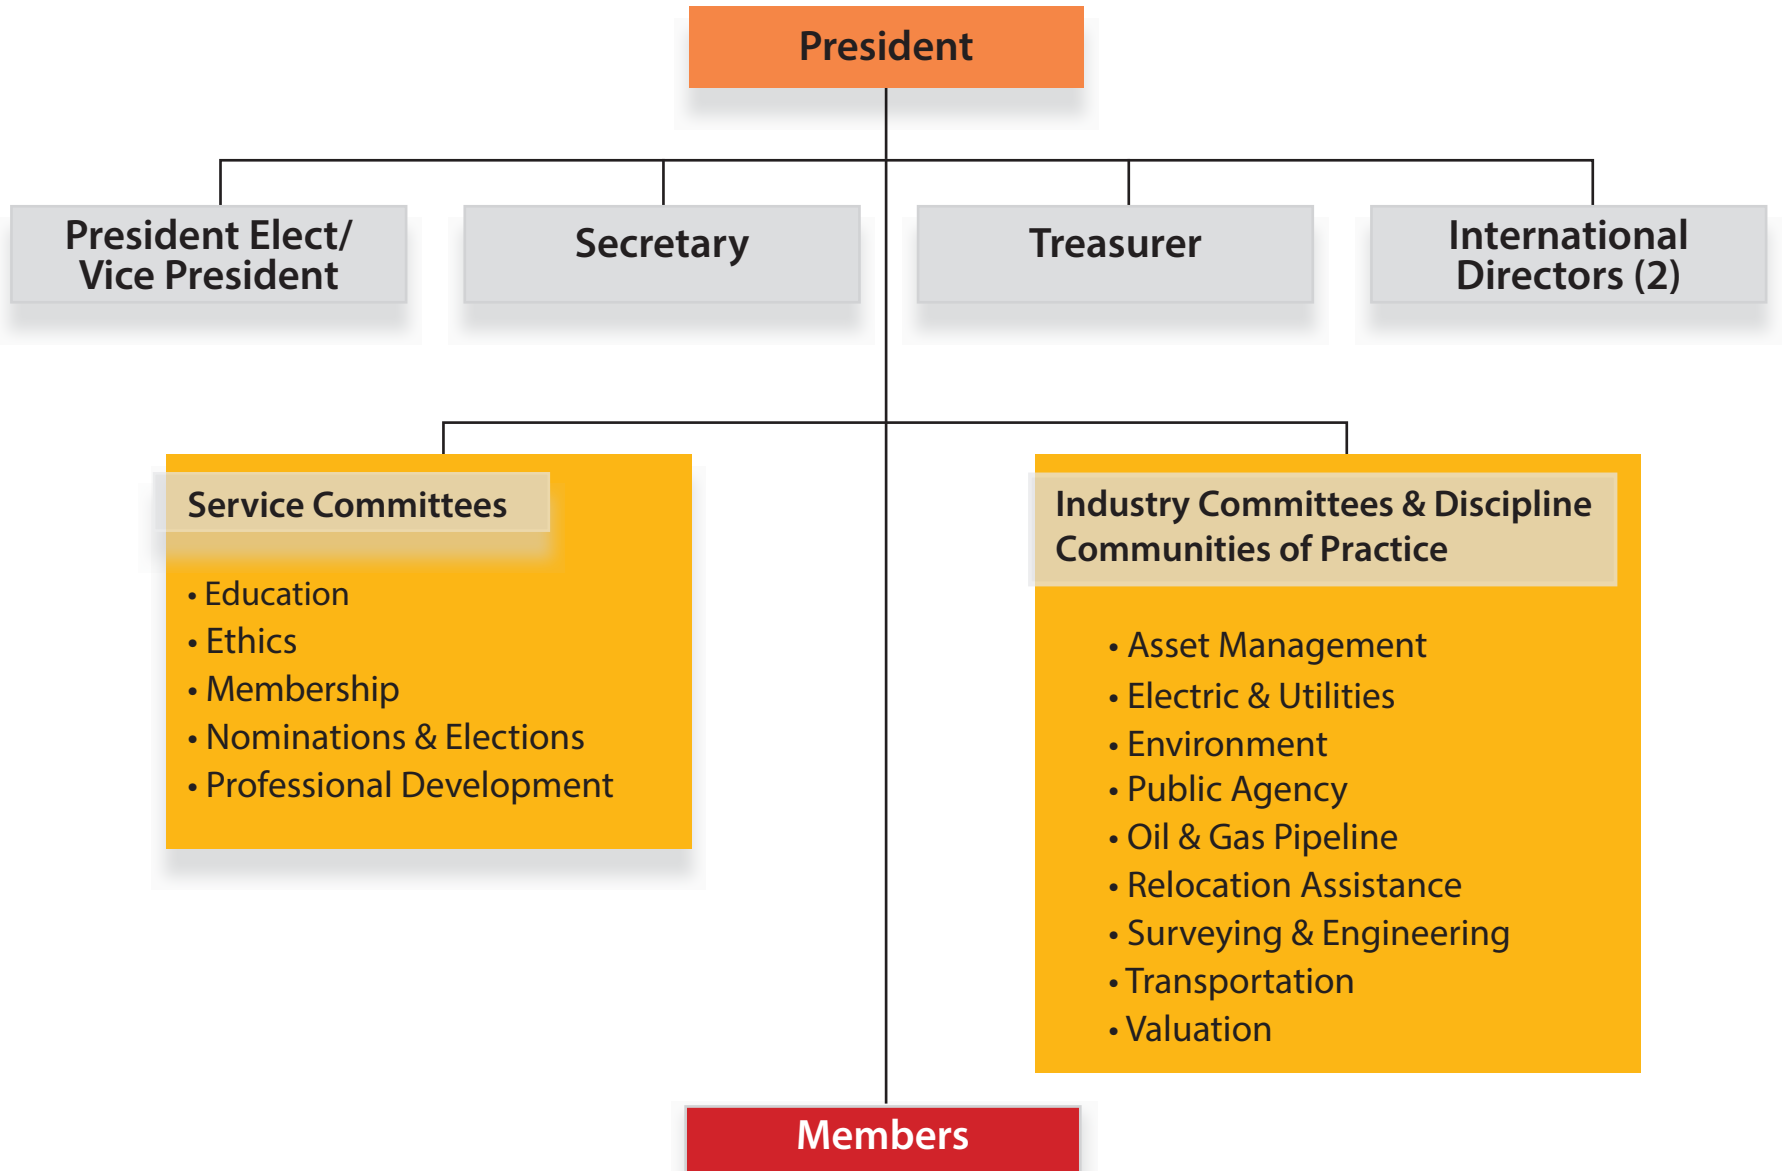 President
President Elect/
Vice President
Secretary
Treasurer
International
Directors (2)
Service Committees
• Education
• Ethics
• Membership
• Nominations & Elections
• Professional Development
Industry Committees & Discipline
Communities of Practice
• Asset Management
• Electric & Utilities
• Environment
• Public Agency
• Oil & Gas Pipeline
• Relocation Assistance
• Surveying & Engineering
• Transportation
• Valuation
Members